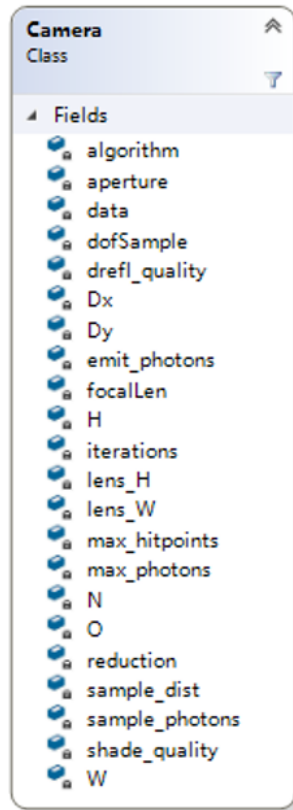 Camera
Class
Fields
algorithm
aperture
data
dofSample
drefl_quality
Dx
Dy
emit_photons
focalLen
H
iterations
lens_H
lens_W
max_hitpoints
max_photons
N
O
reduction
sample_dist
sample_photons
shade_quality
W